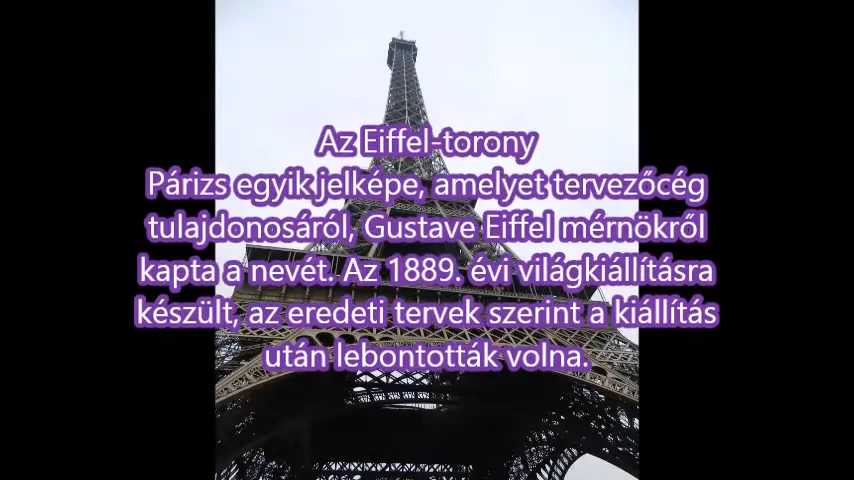 Az Eiffel-torony
Párizs egyik jelképe, amelyet tervezőcég
tulajdonosáról, Gustave Eiffel mérnökről
kapta a nevét. Az 1889. évi világkiállításra
készült, az eredeti tervek szerint a kiállítás
után lebontották volna.